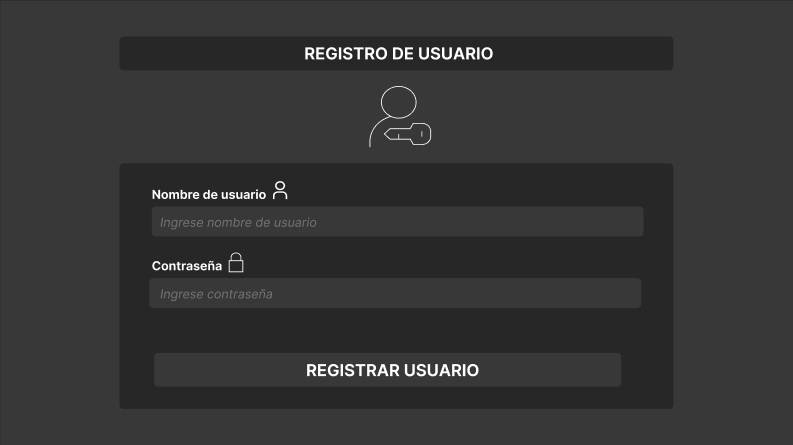 REGISTRO DE USUARIO
Nombre de usuario
Ingrese nombre de usuario
Contraseña
Ingrese contraseña
REGISTRAR USUARIO